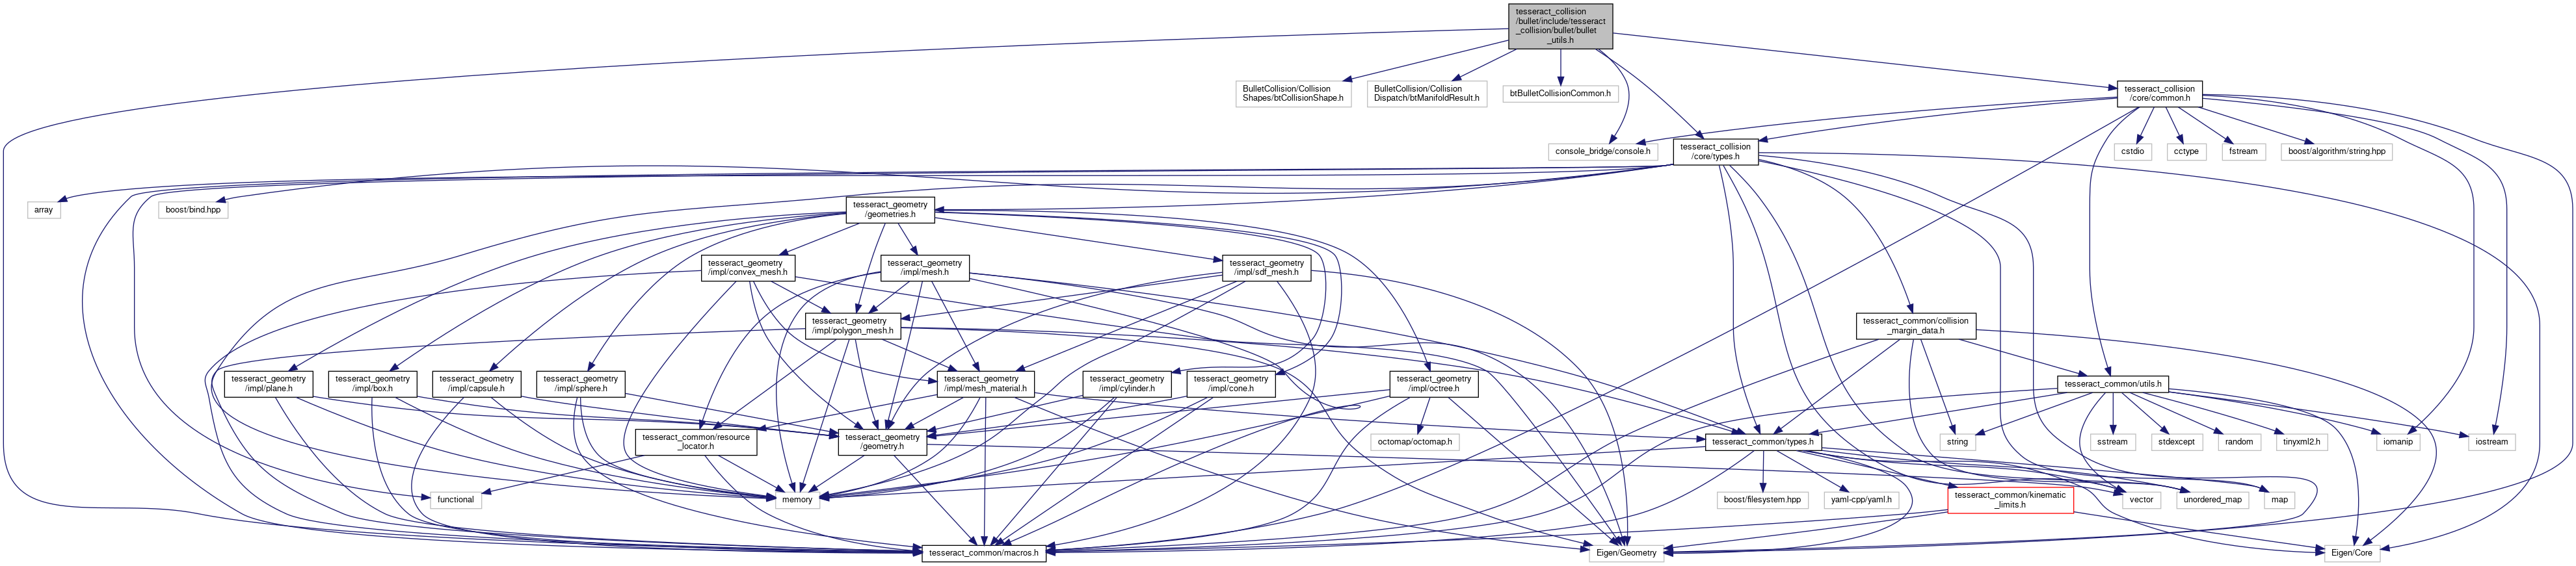 tesseract_collision
/bullet/include/tesseract
_collision/bullet/bullet
_utils.h
BulletCollision/Collision
Shapes/btCollisionShape.h
BulletCollision/Collision
Dispatch/btManifoldResult.h
btBulletCollisionCommon.h
tesseract_collision
/core/common.h
console_bridge/console.h
tesseract_collision
/core/types.h
cstdio
cctype
fstream
boost/algorithm/string.hpp
array
boost/bind.hpp
tesseract_geometry
/geometries.h
tesseract_geometry
/impl/convex_mesh.h
tesseract_geometry
/impl/mesh.h
tesseract_geometry
/impl/sdf_mesh.h
tesseract_geometry
/impl/polygon_mesh.h
tesseract_common/collision
_margin_data.h
tesseract_geometry
/impl/plane.h
tesseract_geometry
/impl/box.h
tesseract_geometry
/impl/capsule.h
tesseract_geometry
/impl/sphere.h
tesseract_geometry
/impl/mesh_material.h
tesseract_geometry
/impl/cylinder.h
tesseract_geometry
/impl/cone.h
tesseract_geometry
/impl/octree.h
tesseract_common/utils.h
tesseract_common/resource
_locator.h
tesseract_geometry
/geometry.h
octomap/octomap.h
tesseract_common/types.h
string
sstream
stdexcept
random
tinyxml2.h
iomanip
iostream
functional
memory
boost/filesystem.hpp
yaml-cpp/yaml.h
tesseract_common/kinematic
_limits.h
vector
unordered_map
map
tesseract_common/macros.h
Eigen/Geometry
Eigen/Core